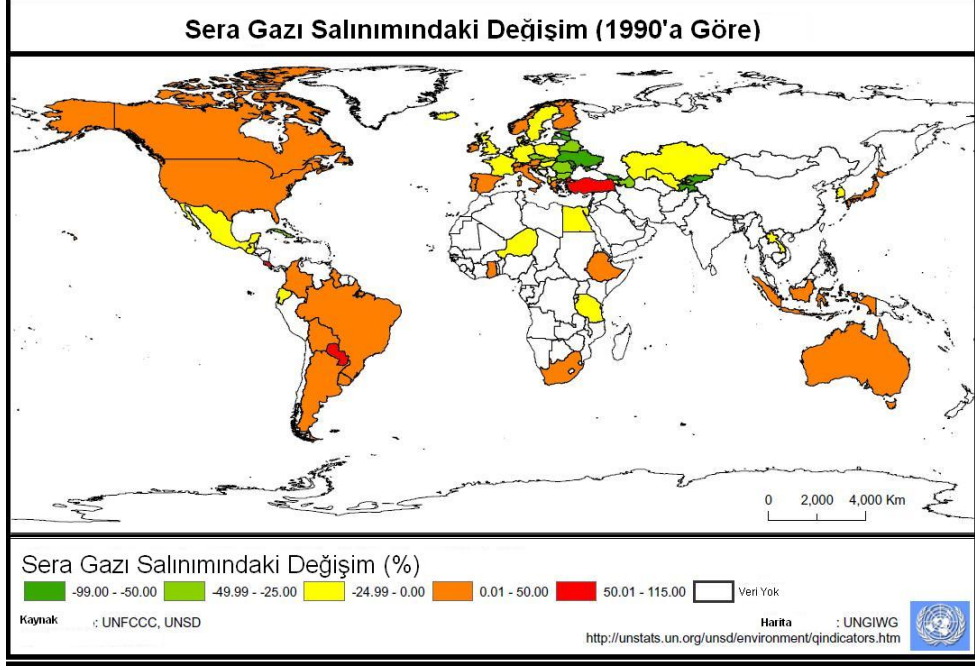 Sera Gazı Salınımındaki Değişim (1990'a Göre)
0 2,000 4,000 Km
Sera Gazı Salınımındaki Değişim (%)
-99.00 - -50.00 -49.99 - -25.00 -24.99 - 0.00 0.01 - 50.00 50.01 - 115.00 Veri Yok
Kaynak : UNFCCC, UNSD Harita : UNGIWG
http://unstats.un.org/unsd/environment/qindicators.htm